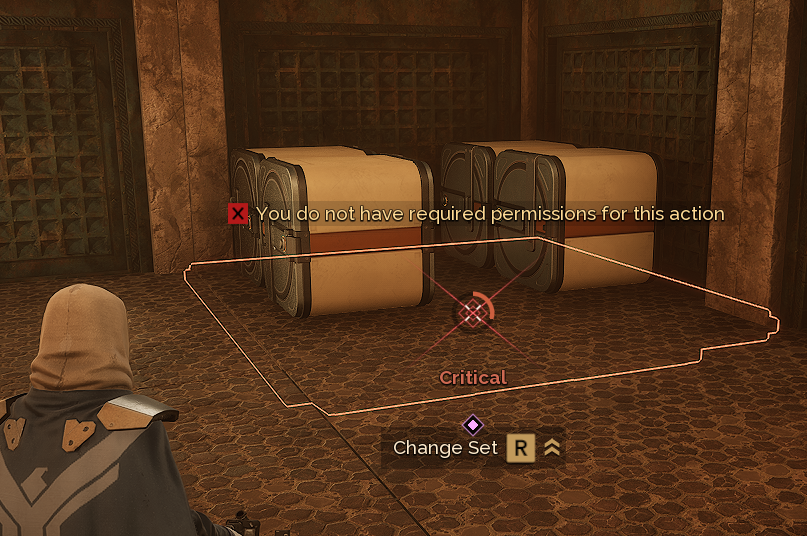 X You do not have required permissions for this action
Critical
Change Set R